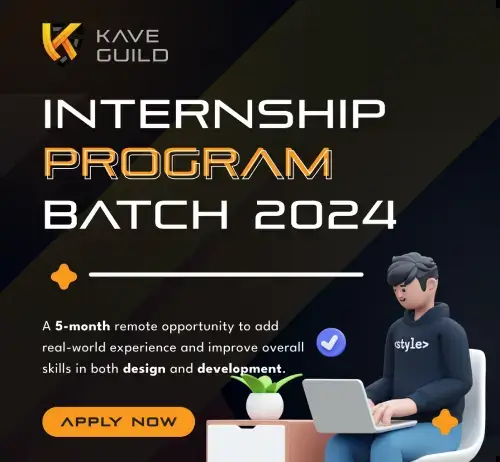 KAVE
GUILD
INTERNSHIP
PROGRAM
BATCH 2024
A 5-month remote opportunity to add
real-world experience and improve overall
skills in both design and development.
<style>
APPLY NOW